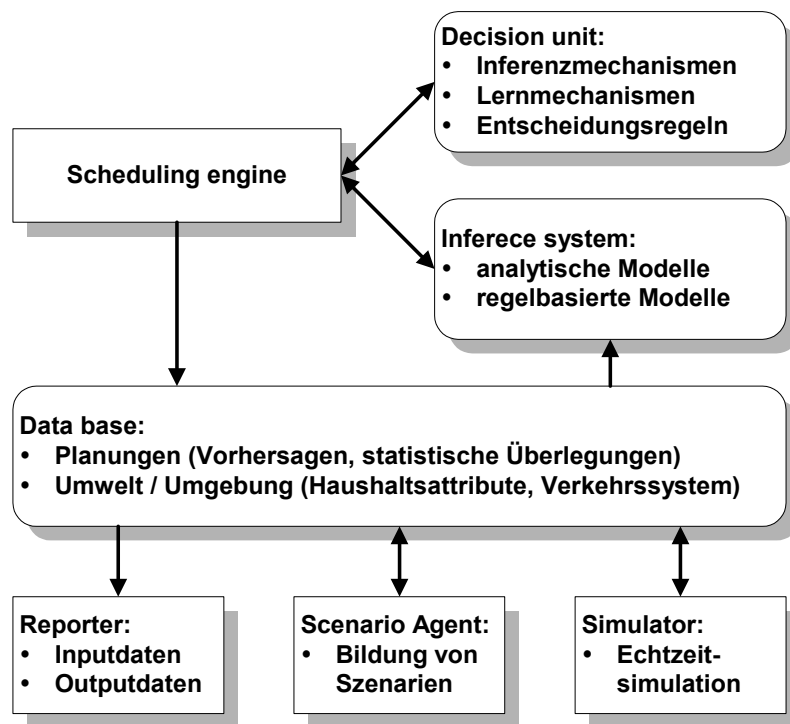 Decision unit:
• Inferenzmechanismen
• Lernmechanismen
• Entscheidungsregeln
Scheduling engine
Inferece system:
• analytische Modelle
• regelbasierte Modelle
Data base:
• Planungen (Vorhersagen, statistische Überlegungen)
• Umwelt / Umgebung (Haushaltsattribute, Verkehrssystem)
Reporter:
• Inputdaten
• Outputdaten
Scenario Agent:
• Bildung von
Szenarien
Simulator:
• Echtzeit-
simulation